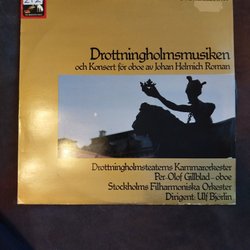 Drottningholmsmusiken
och Konsert för oboe av Johan Helmich Roman
Drottningholmsteaterns Kammarorkester
Per-Olof Gillblad - oboe
Stockholms Filharmoniska Orkester
Dirigent: Ulf Björlin